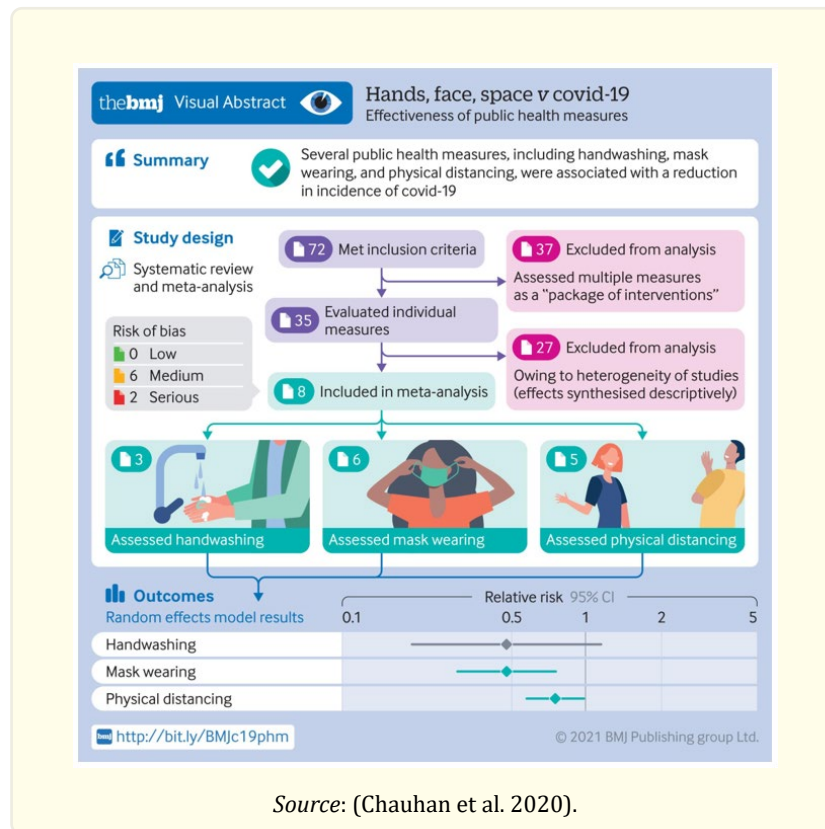 thebmj Visual Abstract
Hands, face, space v covid-19
Effectiveness of public health measures
Summary
Several public health measures, including handwashing, mask
wearing, and physical distancing, were associated with a reduction
in incidence of covid-19
Study design
Systematic review
and meta-analysis
72 Met inclusion criteria
37 Excluded from analysis
Assessed multiple measures
as a “package of interventions”
35 Evaluated individual
measures
27 Excluded from analysis
Owing to heterogeneity of studies
(effects synthesised descriptively)
Risk of bias
0 Low
6 Medium
2 Serious
8 Included in meta-analysis
3
Assessed handwashing
6
Assessed mask wearing
5
Assessed physical distancing
Outcomes
Random effects model results
Relative risk 95% CI
0.1 0.5 1 2 5
Handwashing
Mask wearing
Physical distancing
thebmj http://bit.ly/BMJc19phm
© 2021 BMJ Publishing group Ltd.
Source: (Chauhan et al. 2020).